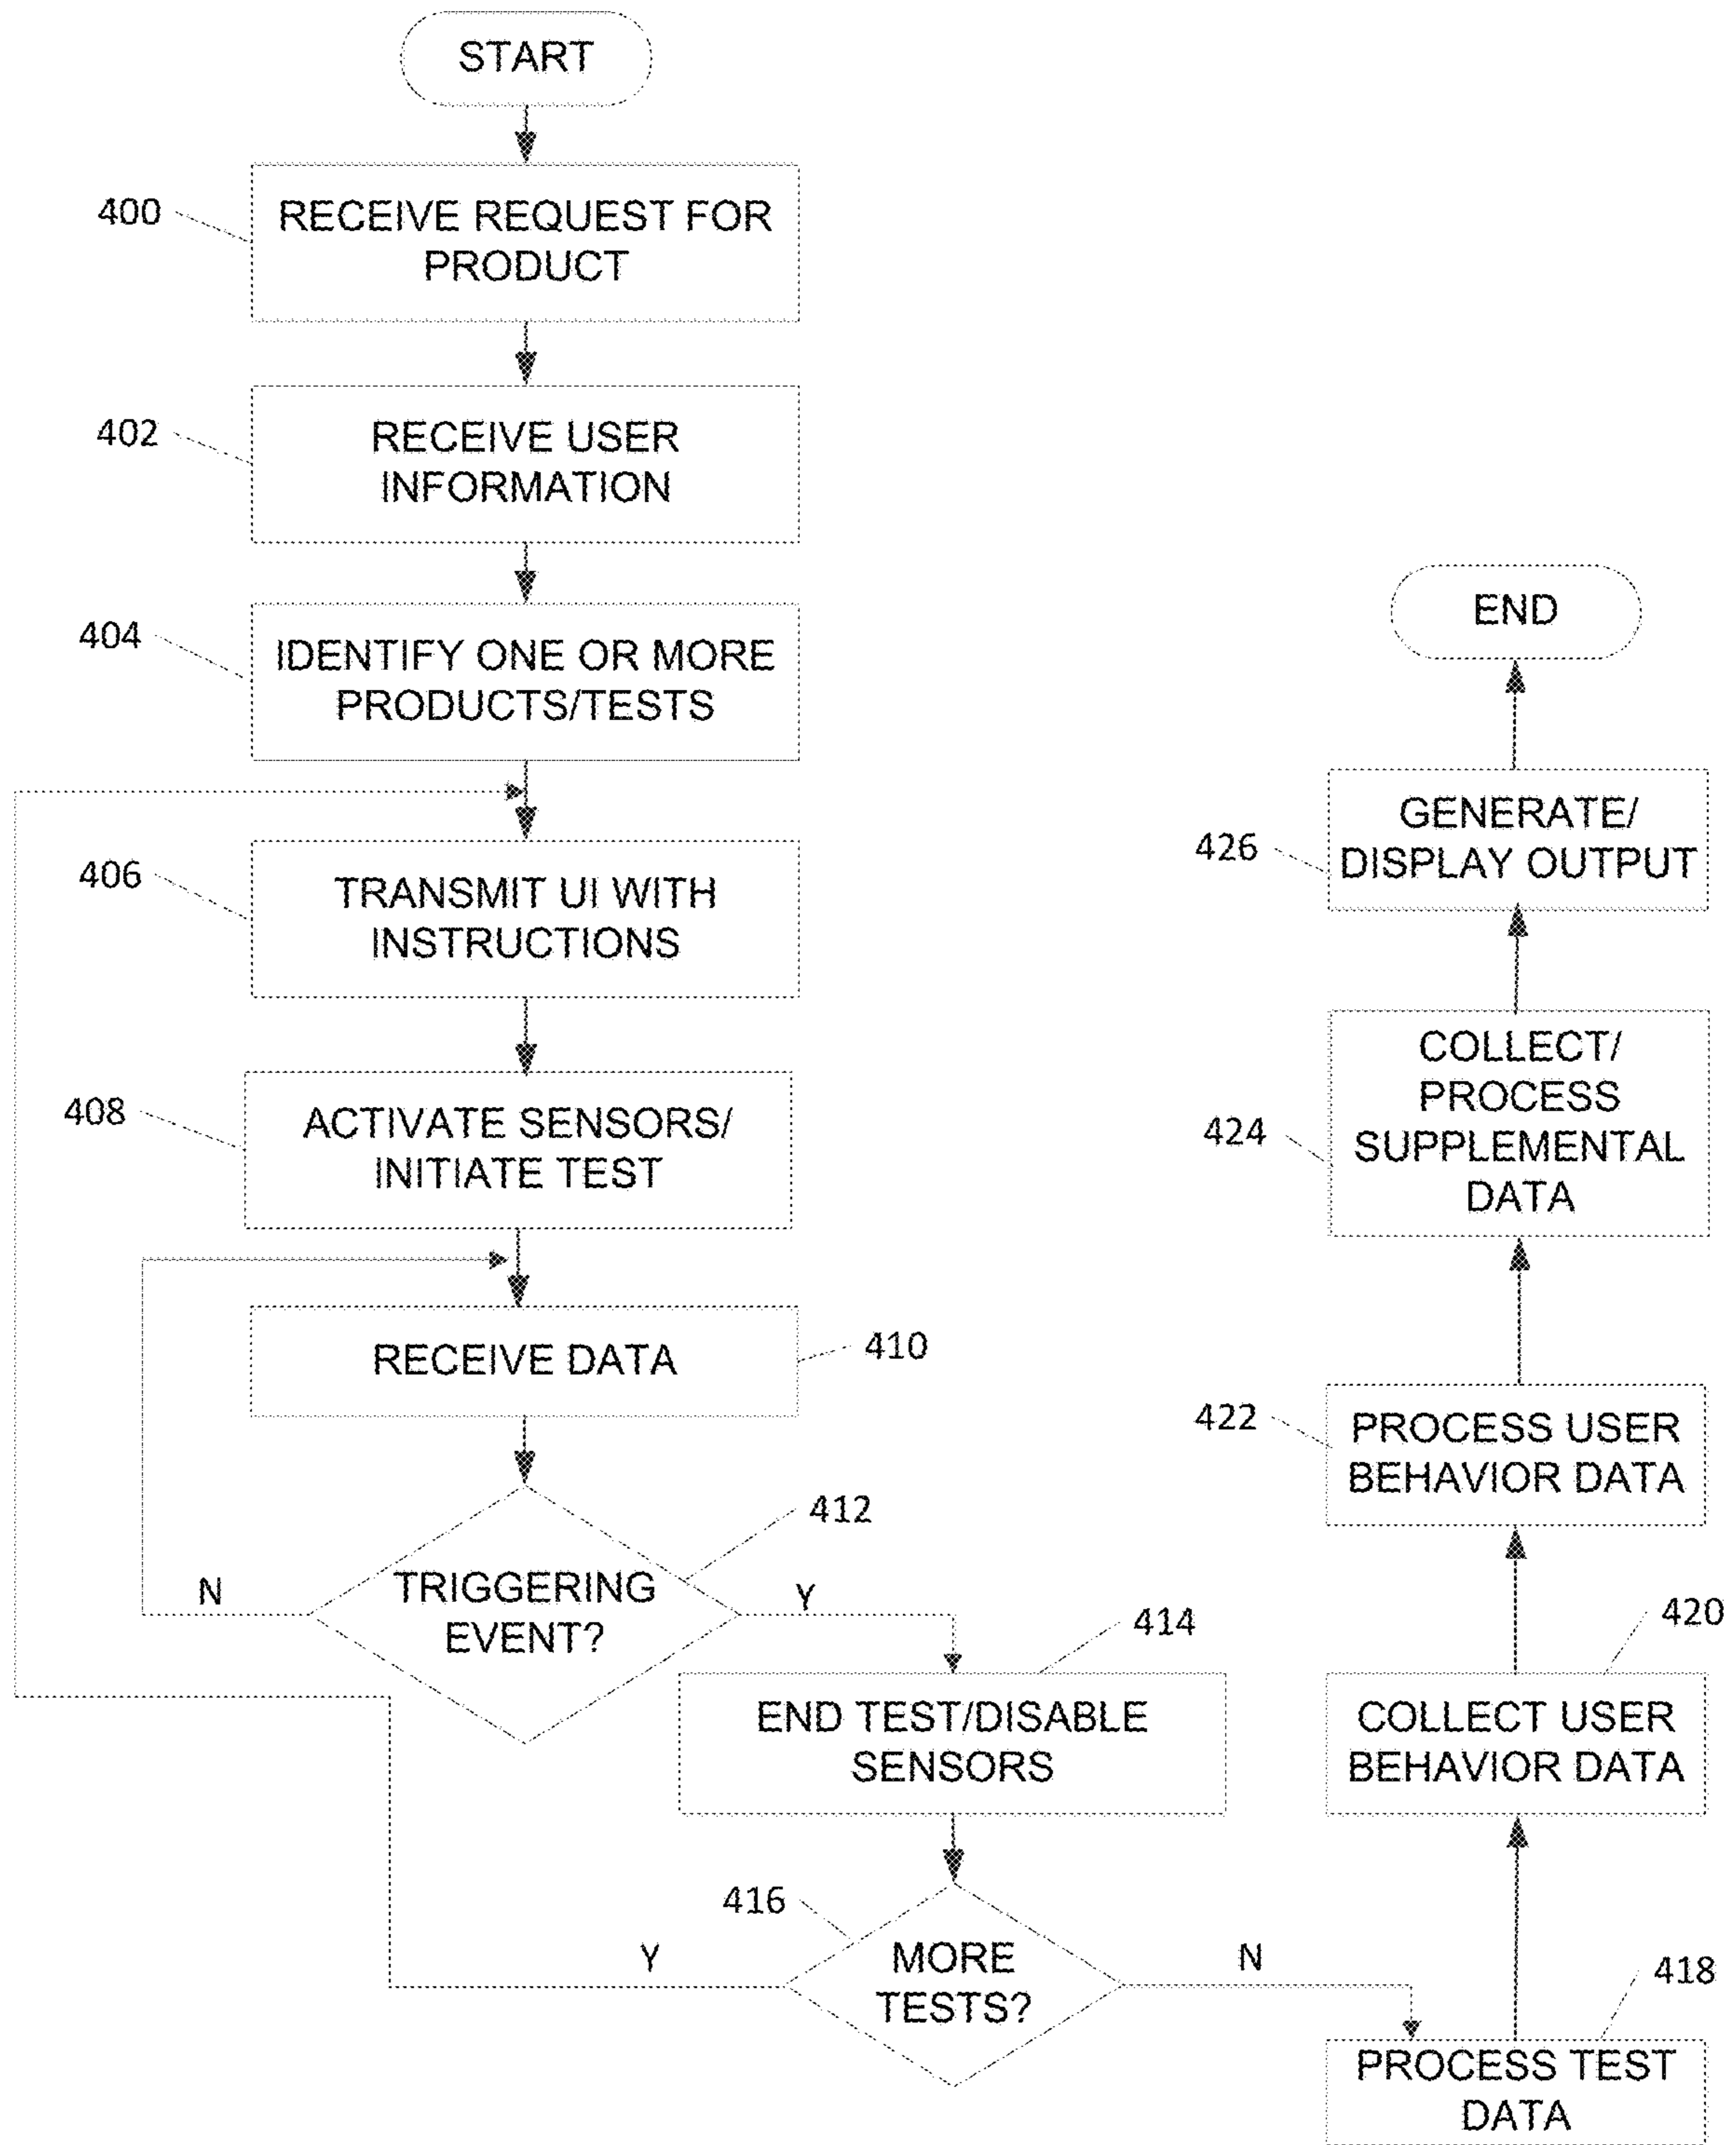 START
400
RECEIVE REQUEST FOR
PRODUCT
402
RECEIVE USER
INFORMATION
404
IDENTIFY ONE OR MORE
PRODUCTS/TESTS
406
TRANSMIT UI WITH
INSTRUCTIONS
408
ACTIVATE SENSORS/
INITIATE TEST
RECEIVE DATA
410
412
TRIGGERING
EVENT?
N
Y
414
END TEST/DISABLE
SENSORS
416
MORE
TESTS?
Y
N
418
PROCESS TEST
DATA
420
COLLECT USER
BEHAVIOR DATA
422
PROCESS USER
BEHAVIOR DATA
424
COLLECT/
PROCESS
SUPPLEMENTAL
DATA
426
GENERATE/
DISPLAY OUTPUT
END